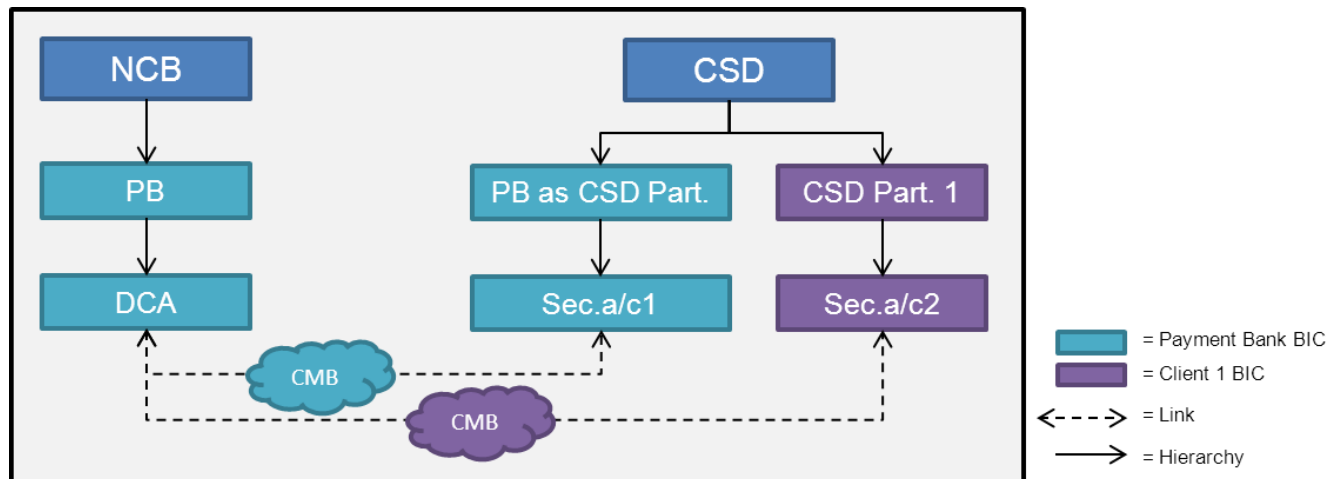 NCB
CSD
PB
PB as CSD Part.
CSD Part. 1
DCA
Sec.a/c1
Sec.a/c2
CMB
CMB
= Payment Bank BIC
= Client 1 BIC
= Link
= Hierarchy